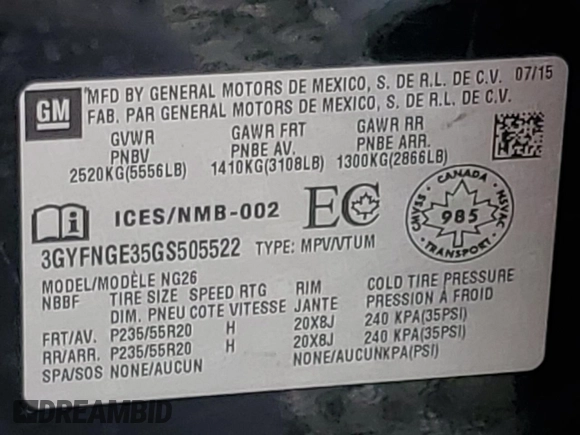 GM
MFD BY GENERAL MOTORS DE MEXICO, S. DE R.L. DE C.V. 07/15
FAB. PAR GENERAL MOTORS DE MEXICO, S. DE R.L. DE C.V.
GVWR GAWR FRT GAWR RR
PNBV PNBE AV. PNBE ARR.
2520KG(5556LB) 1410KG(3108LB) 1300KG(2866LB)
ICES/NMB-002 EC
CANADA
CMVSS NSVAC
985
TRANSPORT
3GYFNGE35GS505522 TYPE: MPV/VTUM
MODEL/MODÈLE NG26
NBBF TIRE SIZE SPEED RTG RIM COLD TIRE PRESSURE
DIM. PNEU COTE VITESSE JANTE PRESSION À FROID
FRT/AV. P235/55R20 H 20X8J 240 KPA(35PSI)
RR/ARR. P235/55R20 H 20X8J 240 KPA(35PSI)
SPA/SOS NONE/AUCUN NONE/AUCUNKPA(PSI)
DREAMBID